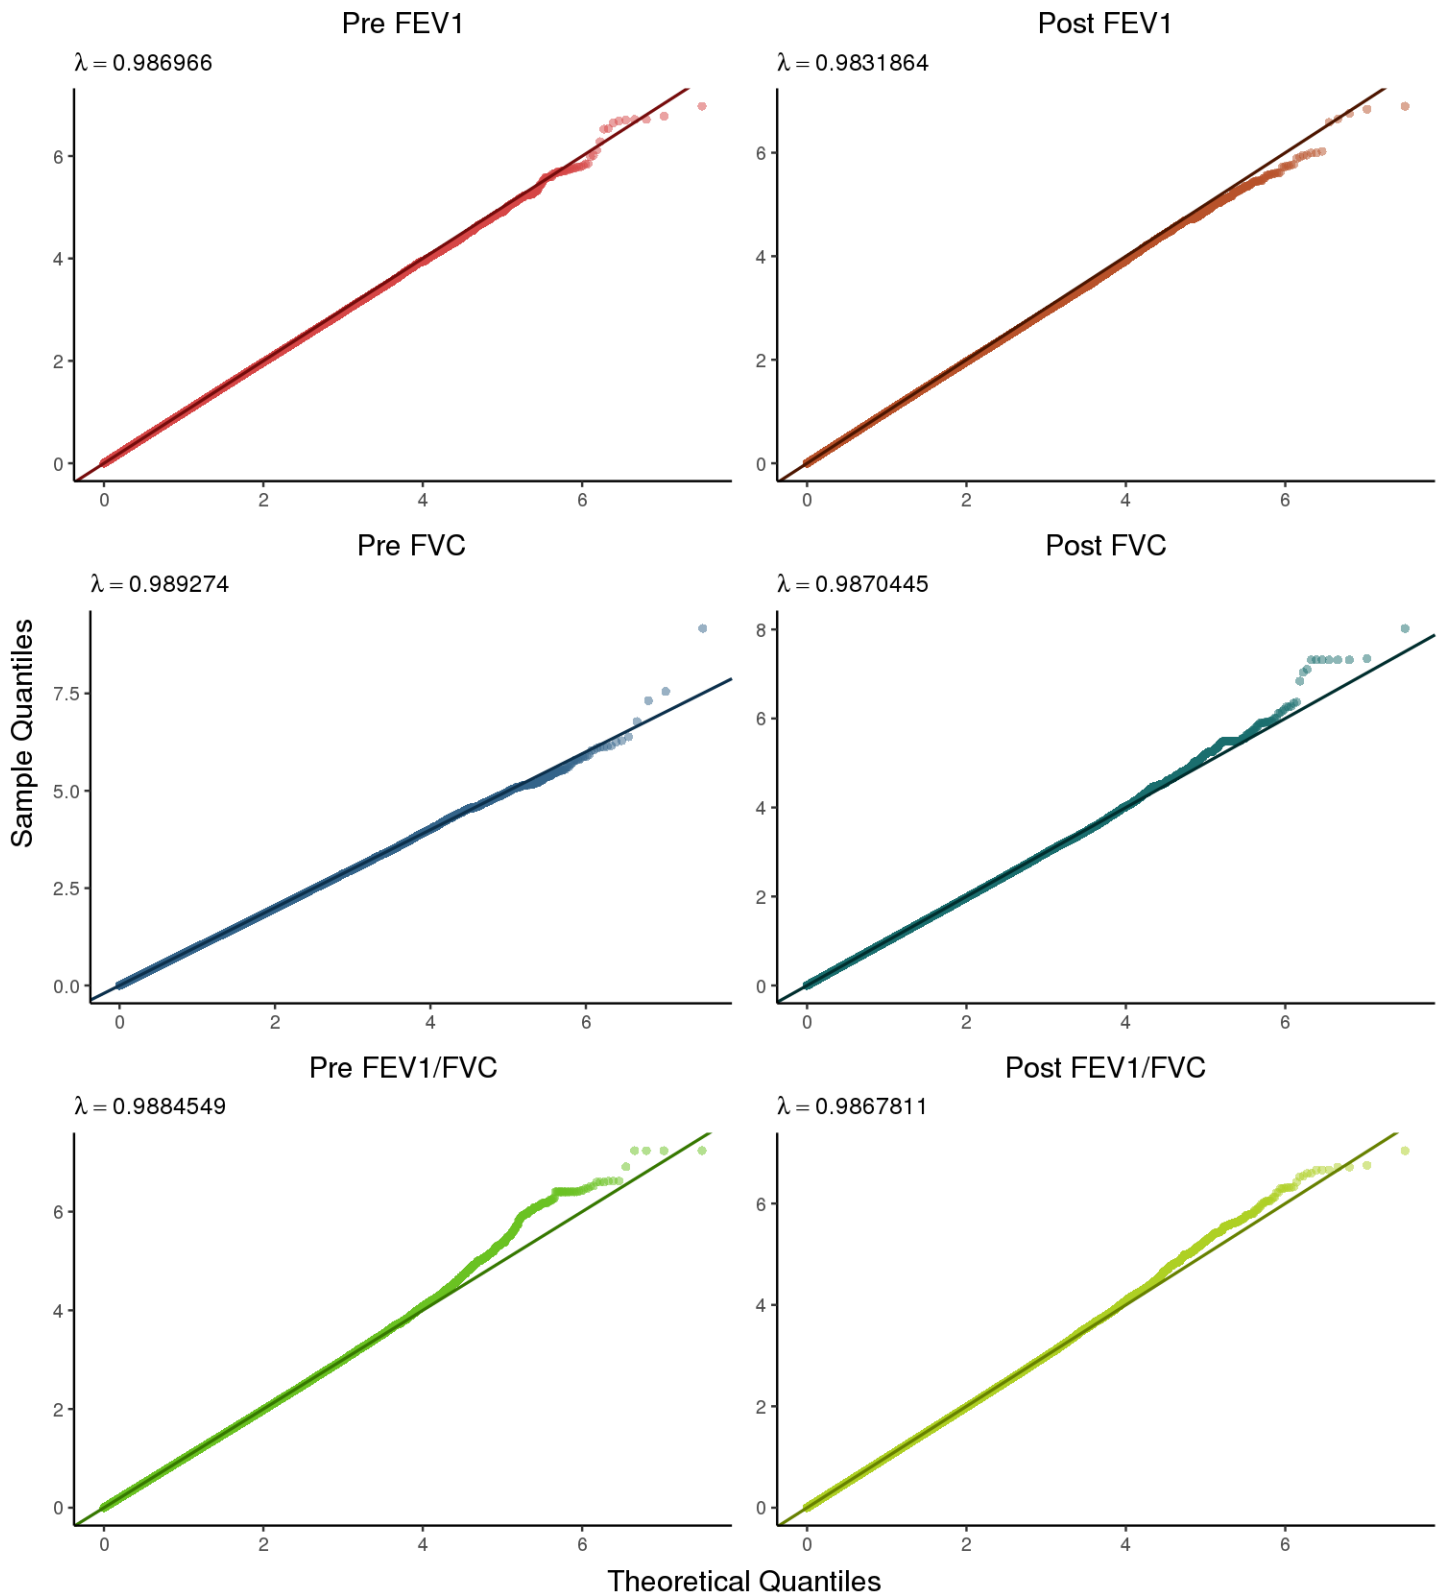 Pre FEV1
λ = 0.986966
6
4
2
0
0 2 4 6
Post FEV1
λ = 0.9831864
6
4
2
0
0 2 4 6
Sample Quantiles
Pre FVC
λ = 0.989274
7.5
5.0
2.5
0.0
0 2 4 6
Post FVC
λ = 0.9870445
8
6
4
2
0
0 2 4 6
Pre FEV1/FVC
λ = 0.9884549
6
4
2
0
0 2 4 6
Post FEV1/FVC
λ = 0.9867811
6
4
2
0
0 2 4 6
Theoretical Quantiles